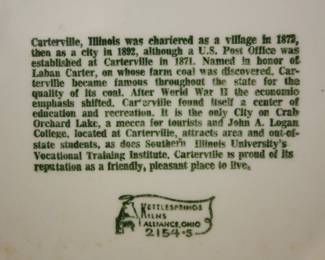 Carterville, Illinois was chartered as a village in 1872,
then as a city in 1892, although a U.S. Post Office was
established at Carterville in 1871. Named in honor of
Laban Carter, on whose farm coal was discovered. Car-
terville became famous throughout the state for the
quality of its coal. After World War II the economic
emphasis shifted. Carterville found itself a center of
education and recreation. It is the only City on Crab
Orchard Lake, a mecca for tourists and John A. Logan
College, located at Carterville, attracts area and out-of-
state students, as does Southern Illinois University's
Vocational Training Institute. Carterville is proud of its
reputation as a friendly, pleasant place to live.
KETTLESPRINGS
KILNS
ALLIANCE, OHIO
2154-S